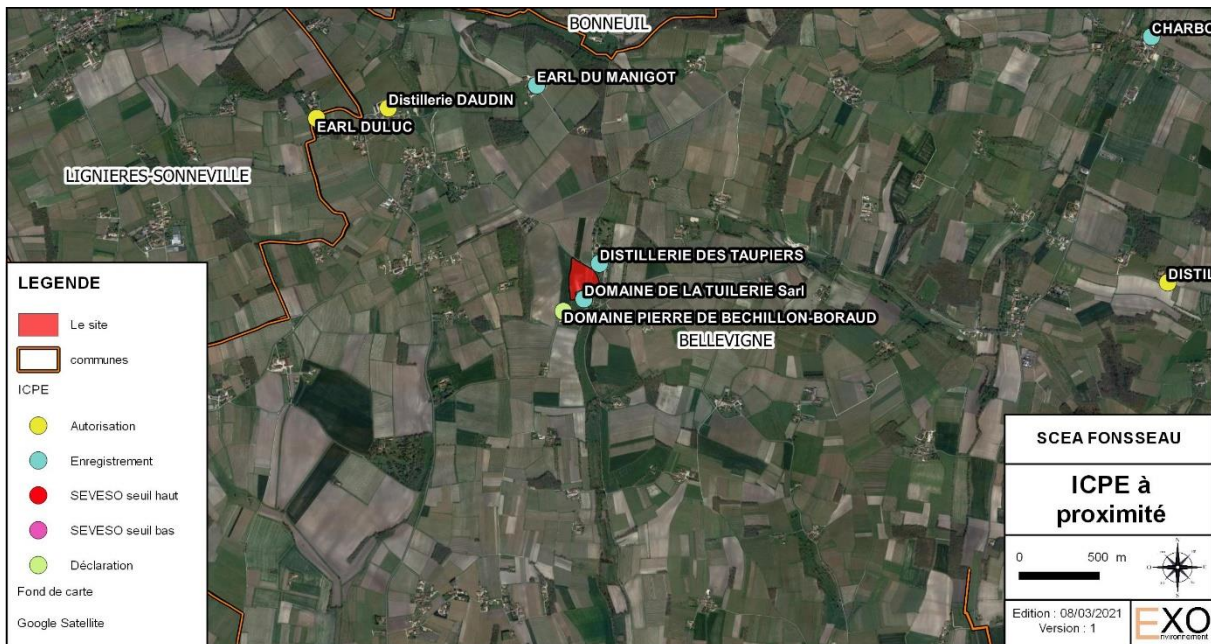 BONNEUIL
CHARBO
EARL DU MANIGOT
Distillerie DAUDIN
EARL DULUC
LIGNIERES-SONNEVILLE
DISTILLERIE DES TAUPIERS
DISTIL
DOMAINE DE LA TUILERIE Sarl
DOMAINE PIERRE DE BECHILLON-BORAUD
BELLEVIGNE
LEGENDE
Le site
communes
ICPE
Autorisation
Enregistrement
SEVESO seuil haut
SEVESO seuil bas
Déclaration
Fond de carte
Google Satellite
SCEA FONSSEAU
ICPE à
proximité
0 500 m
Edition : 08/03/2021
Version : 1
EXO
Environnement